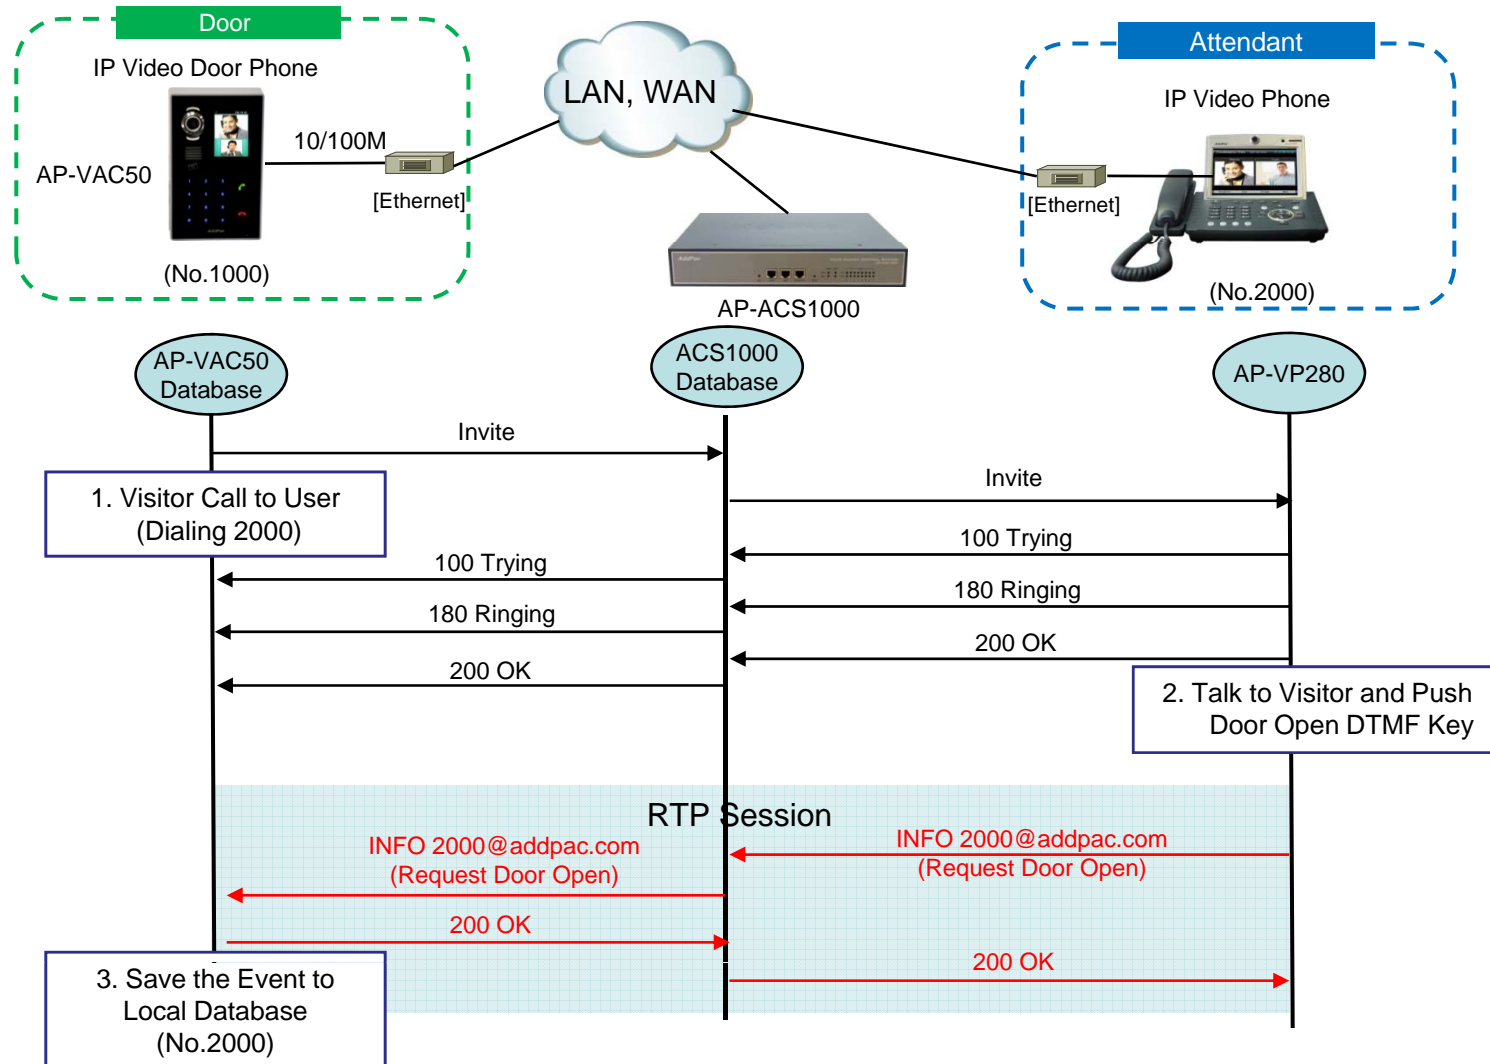 Door
Attendant
IP Video Door Phone
LAN, WAN
IP Video Phone
10/100M
AP-VAC50
[Ethernet]
[Ethernet]
AddPac
AddPac
(No.1000)
(No.2000)
AP-ACS1000
AP-VAC50
Database
ACS1000
Database
AP-VP280
Invite
Invite
1. Visitor Call to User
(Dialing 2000)
100 Trying
100 Trying
180 Ringing
180 Ringing
200 OK
200 OK
2. Talk to Visitor and Push
Door Open DTMF Key
RTP Session
INFO 2000@addpac.com
(Request Door Open)
INFO 2000@addpac.com
(Request Door Open)
200 OK
200 OK
3. Save the Event to
Local Database
(No.2000)